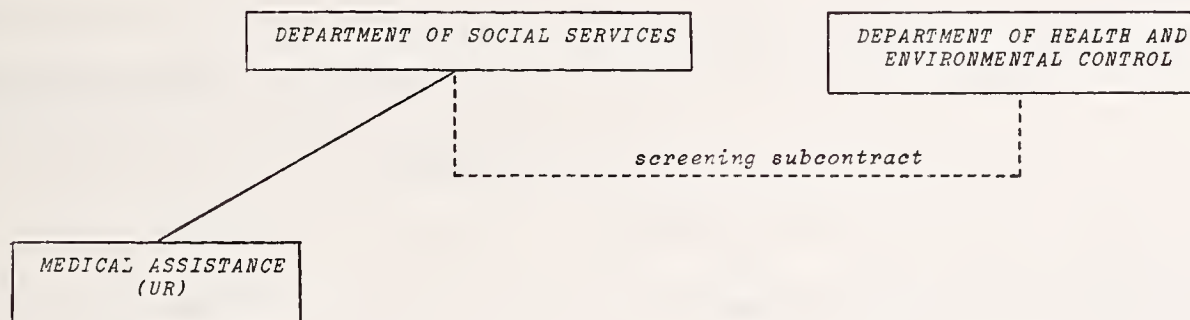 DEPARTMENT OF SOCIAL SERVICES
DEPARTMENT OF HEALTH AND
ENVIRONMENTAL CONTROL
screening subcontract
MEDICAL ASSISTANCE
(UR)